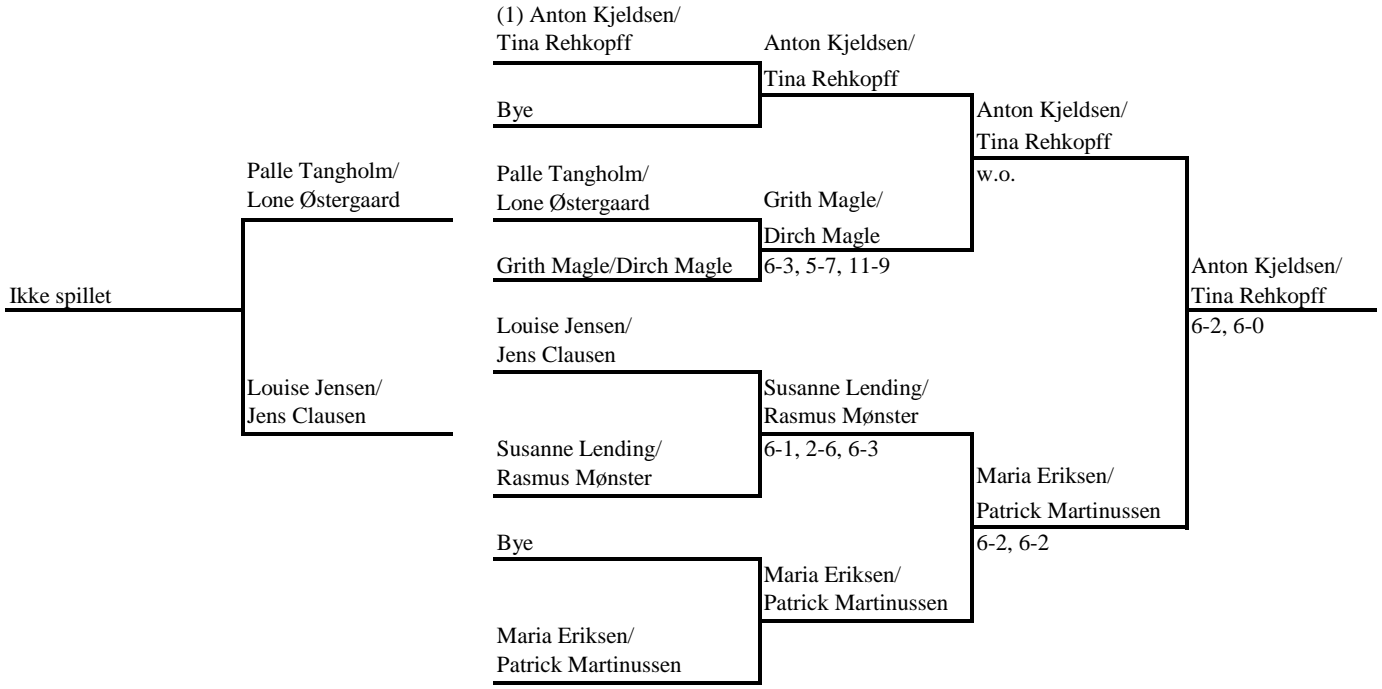 (1) Anton Kjeldsen/
Tina Rehkopff
Bye
Palle Tangholm/
Lone Østergaard
Grith Magle/Dirch Magle
Louise Jensen/
Jens Clausen
Susanne Lending/
Rasmus Mønster
Bye
Maria Eriksen/
Patrick Martinussen
Anton Kjeldsen/
Tina Rehkopff
Grith Magle/
Dirch Magle
6-3, 5-7, 11-9
Susanne Lending/
Rasmus Mønster
6-1, 2-6, 6-3
Maria Eriksen/
Patrick Martinussen
Anton Kjeldsen/
Tina Rehkopff
w.o.
Maria Eriksen/
Patrick Martinussen
6-2, 6-2
Anton Kjeldsen/
Tina Rehkopff
6-2, 6-0
Palle Tangholm/
Lone Østergaard
Louise Jensen/
Jens Clausen
Ikke spillet